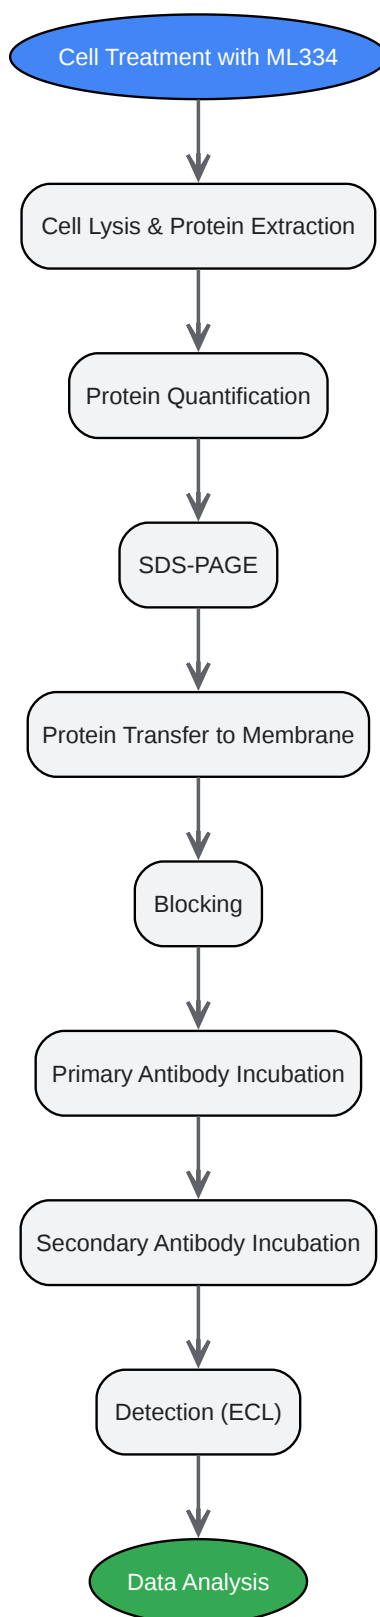 Cell Treatment with ML334
Cell Lysis & Protein Extraction
Protein Quantification
SDS-PAGE
Protein Transfer to Membrane
Blocking
Primary Antibody Incubation
Secondary Antibody Incubation
Detection (ECL)
Data Analysis